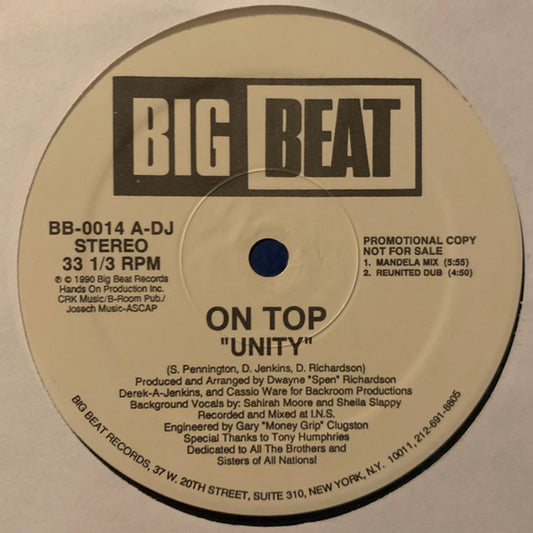 BIG BEAT
BB-0014 A-DJ
STEREO
33 1/3 RPM
℗ © 1990 Big Beat Records
Hands On Production Inc.
CRK Music/B-Room Pub./
Josech Music-ASCAP
PROMOTIONAL COPY
NOT FOR SALE
1. MANDELA MIX (5:55)
2. REUNITED DUB (4:50)
ON TOP
"UNITY"
(S. Pennington, D. Jenkins, D. Richardson)
Produced and Arranged by Dwayne "Spen" Richardson
Derek-A-Jenkins, and Cassio Ware for Backroom Productions
Background Vocals by: Sahirah Moore and Sheila Slappy
Recorded and Mixed at I.N.S.
Engineered by Gary "Money Grip" Clugston
Special Thanks to Tony Humphries
Dedicated to All The Brothers and
Sisters of All Nations!
BIG BEAT RECORDS, 37 W. 20TH STREET, SUITE 310, NEW YORK, N.Y. 10011, 212-691-8805